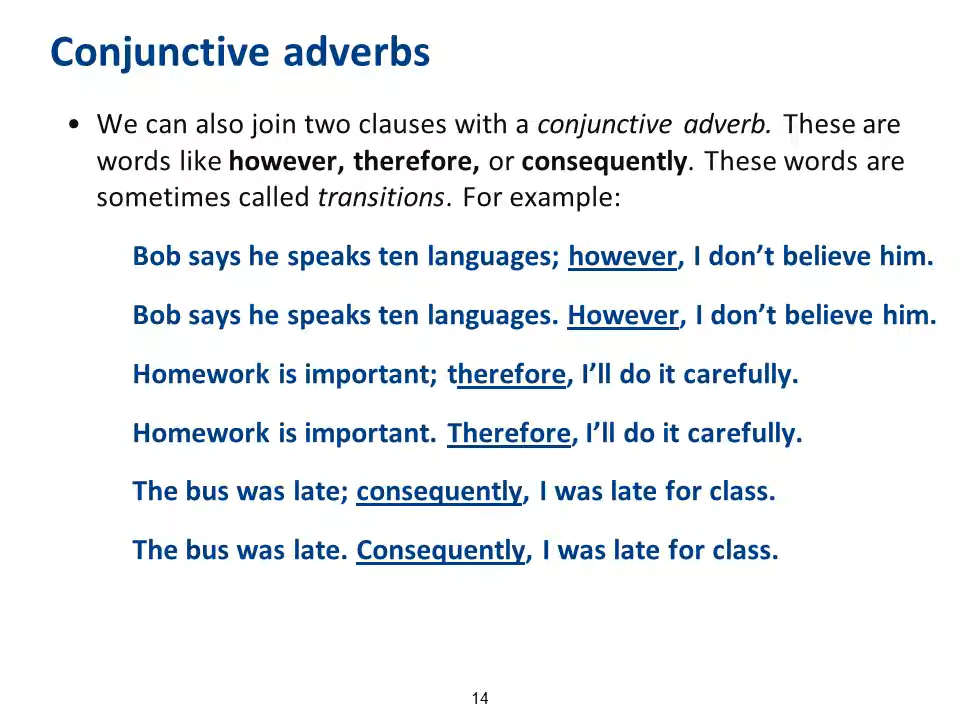 Conjunctive adverbs
• We can also join two clauses with a conjunctive adverb. These are
words like however, therefore, or consequently. These words are
sometimes called transitions. For example:
Bob says he speaks ten languages; however, I don’t believe him.
Bob says he speaks ten languages. However, I don’t believe him.
Homework is important; therefore, I’ll do it carefully.
Homework is important. Therefore, I’ll do it carefully.
The bus was late; consequently, I was late for class.
The bus was late. Consequently, I was late for class.
14